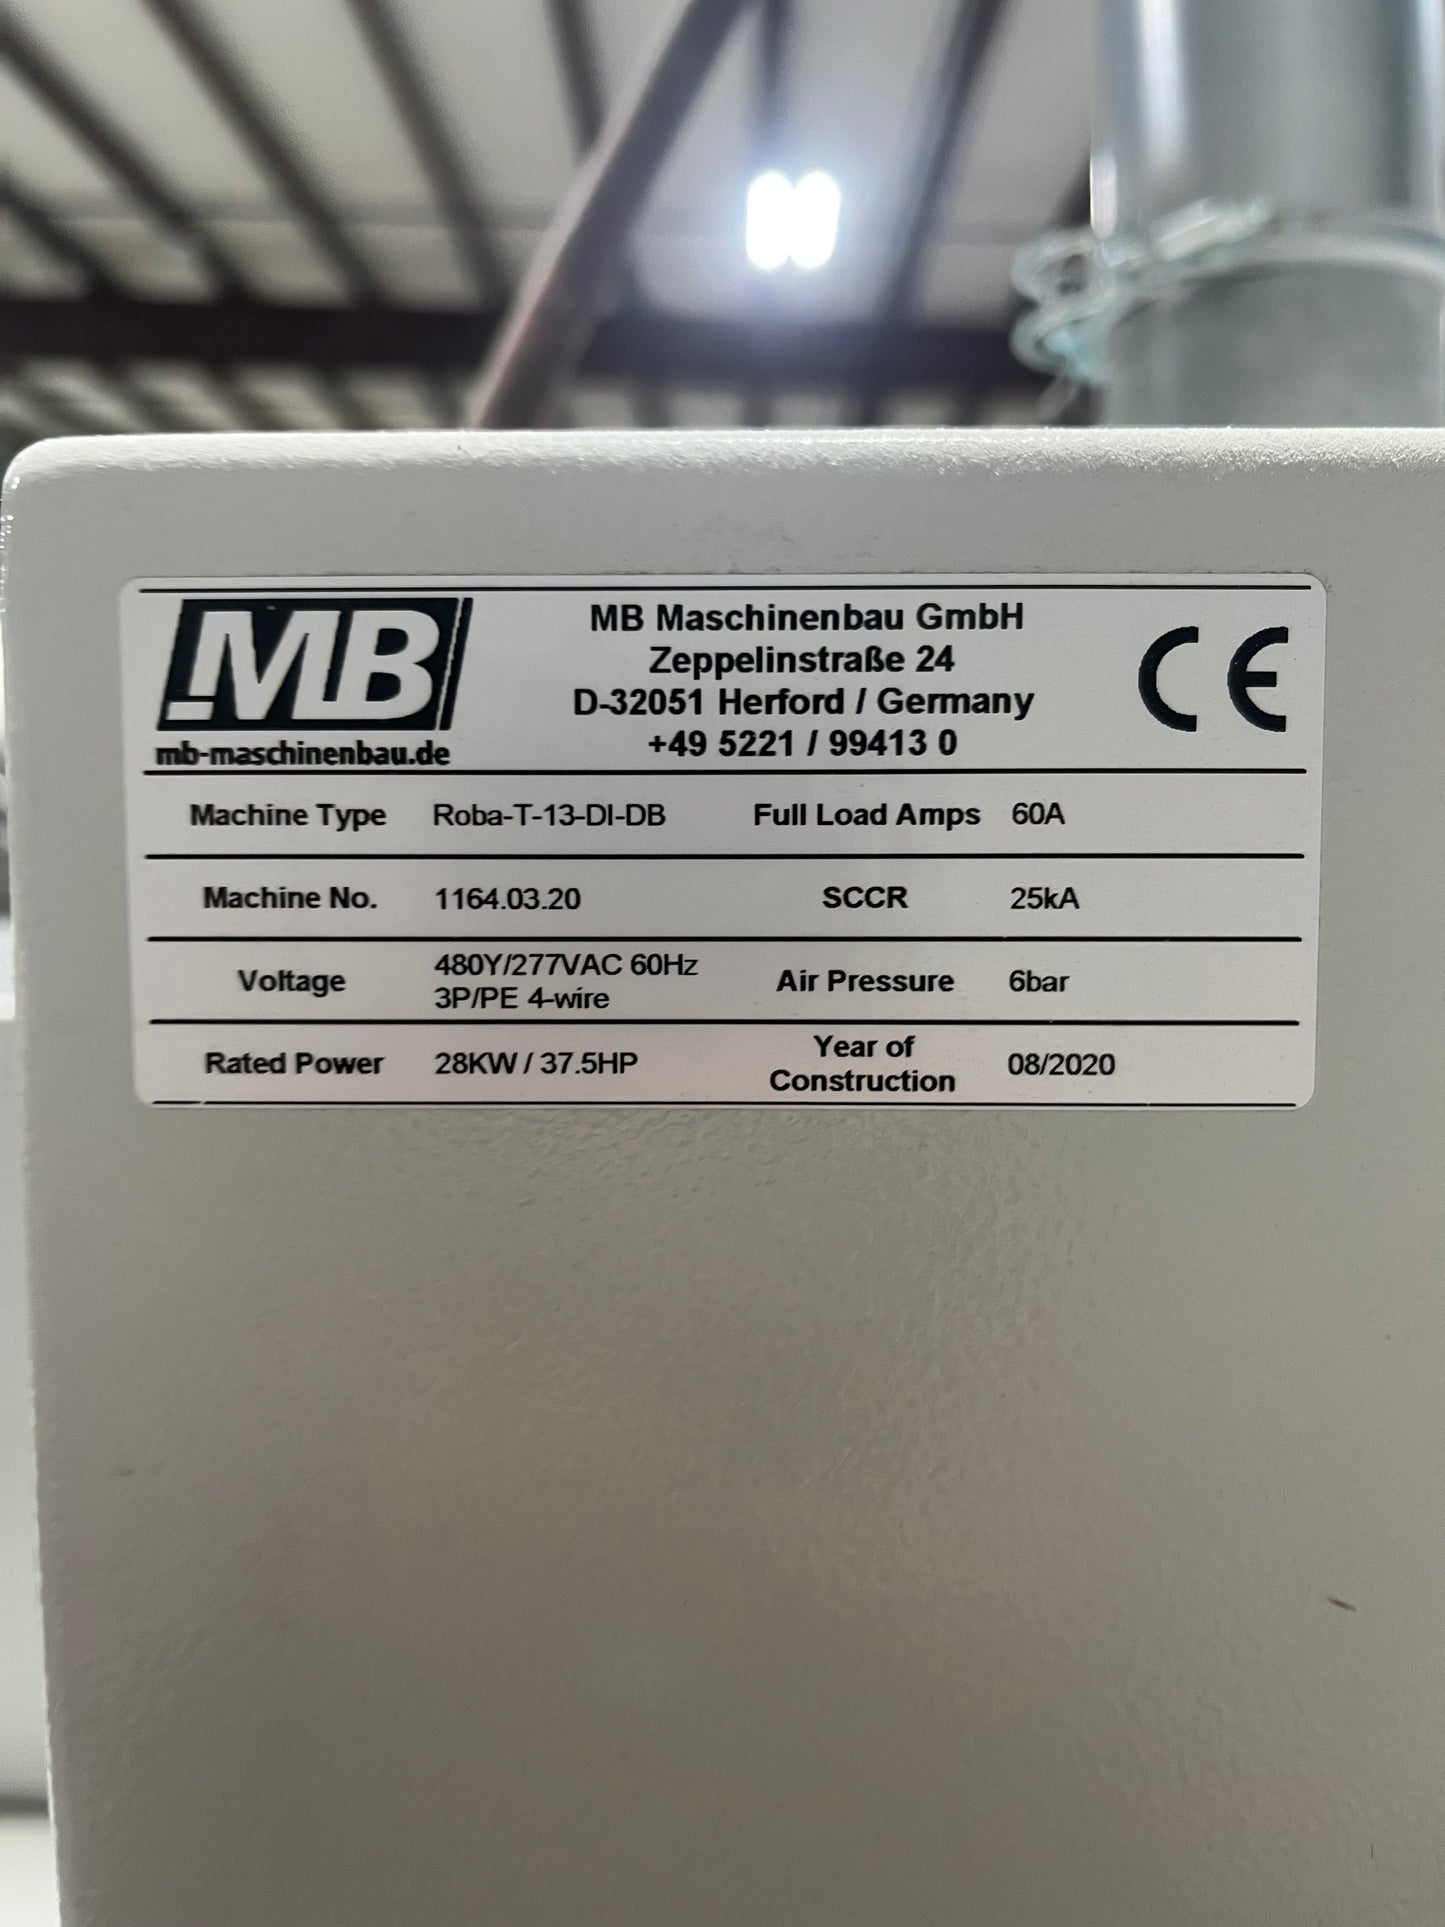 MB
mb-maschinenbau.de
MB Maschinenbau GmbH
Zeppelinstraße 24
D-32051 Herford / Germany
+49 5221 / 99413 0
CE
Machine Type Roba-T-13-DI-DB Full Load Amps 60A
Machine No. 1164.03.20 SCCR 25kA
Voltage 480Y/277VAC 60Hz
3P/PE 4-wire
Air Pressure 6bar
Rated Power 28KW / 37.5HP
Year of
Construction
08/2020